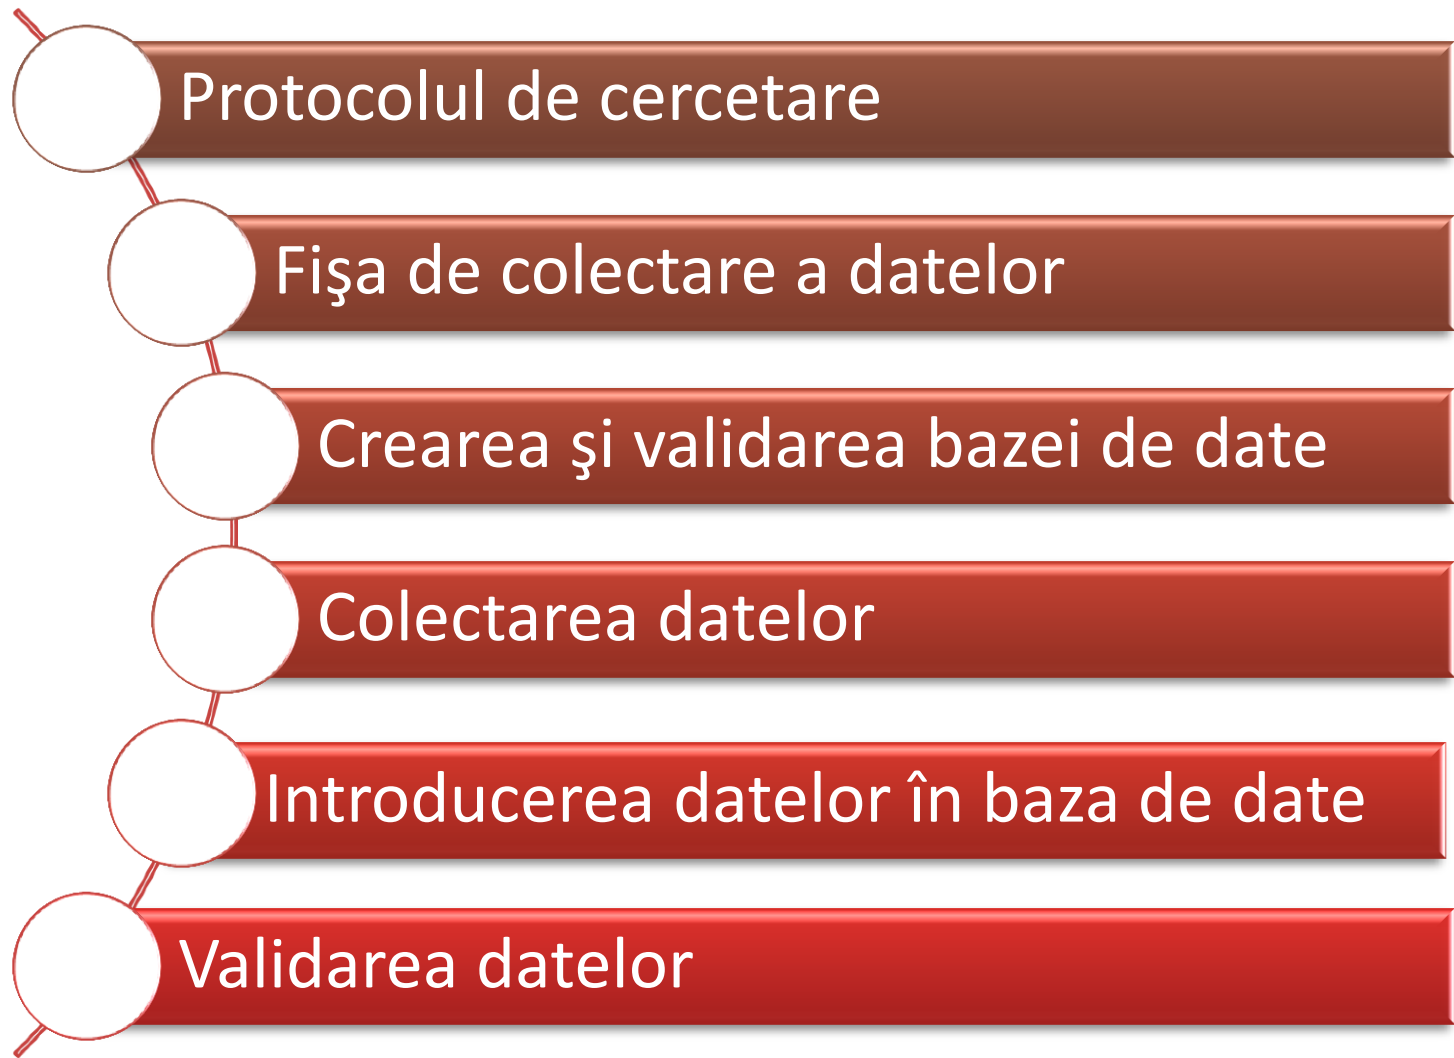 Protocolul de cercetare
Fişa de colectare a datelor
Crearea şi validarea bazei de date
Colectarea datelor
Introducerea datelor în baza de date
Validarea datelor